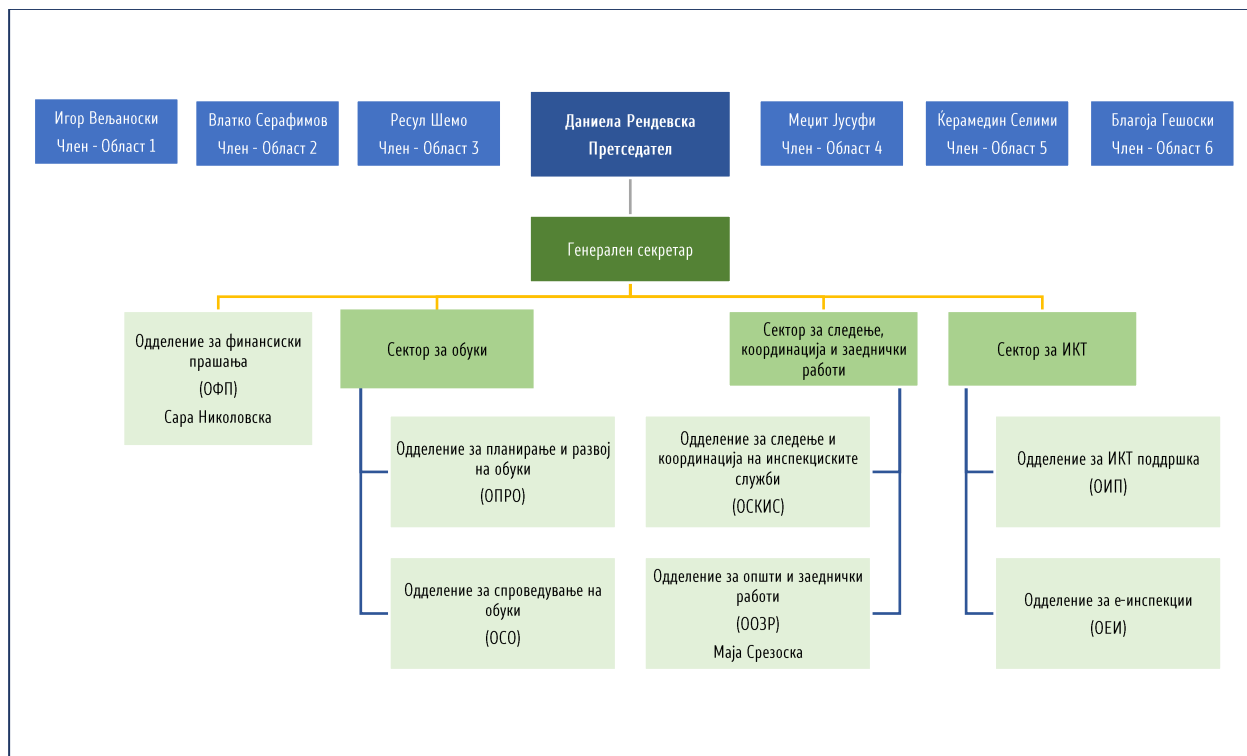 Игор Вељаноски
Член - Област 1
Влатко Серафимов
Член - Област 2
Ресул Шемо
Член - Област 3
Даниела Рендевска
Претседател
Меџит Јусуфи
Член - Област 4
Ќерамедин Селими
Член - Област 5
Благоја Гешоски
Член - Област 6
Генерален секретар
Одделение за финансиски
прашања
(ОФП)
Сара Николовска
Сектор за обуки
Сектор за следење,
координација и заеднички
работи
Сектор за ИКТ
Одделение за планирање и развој
на обуки
(ОПРО)
Одделение за следење и
координација на инспекциските
служби
(ОСКИС)
Одделение за ИКТ поддршка
(ОИП)
Одделение за спроведување на
обуки
(ОСО)
Одделение за општи и заеднички
работи
(ООЗР)
Маја Срезоска
Одделение за е-инспекции
(ОЕИ)